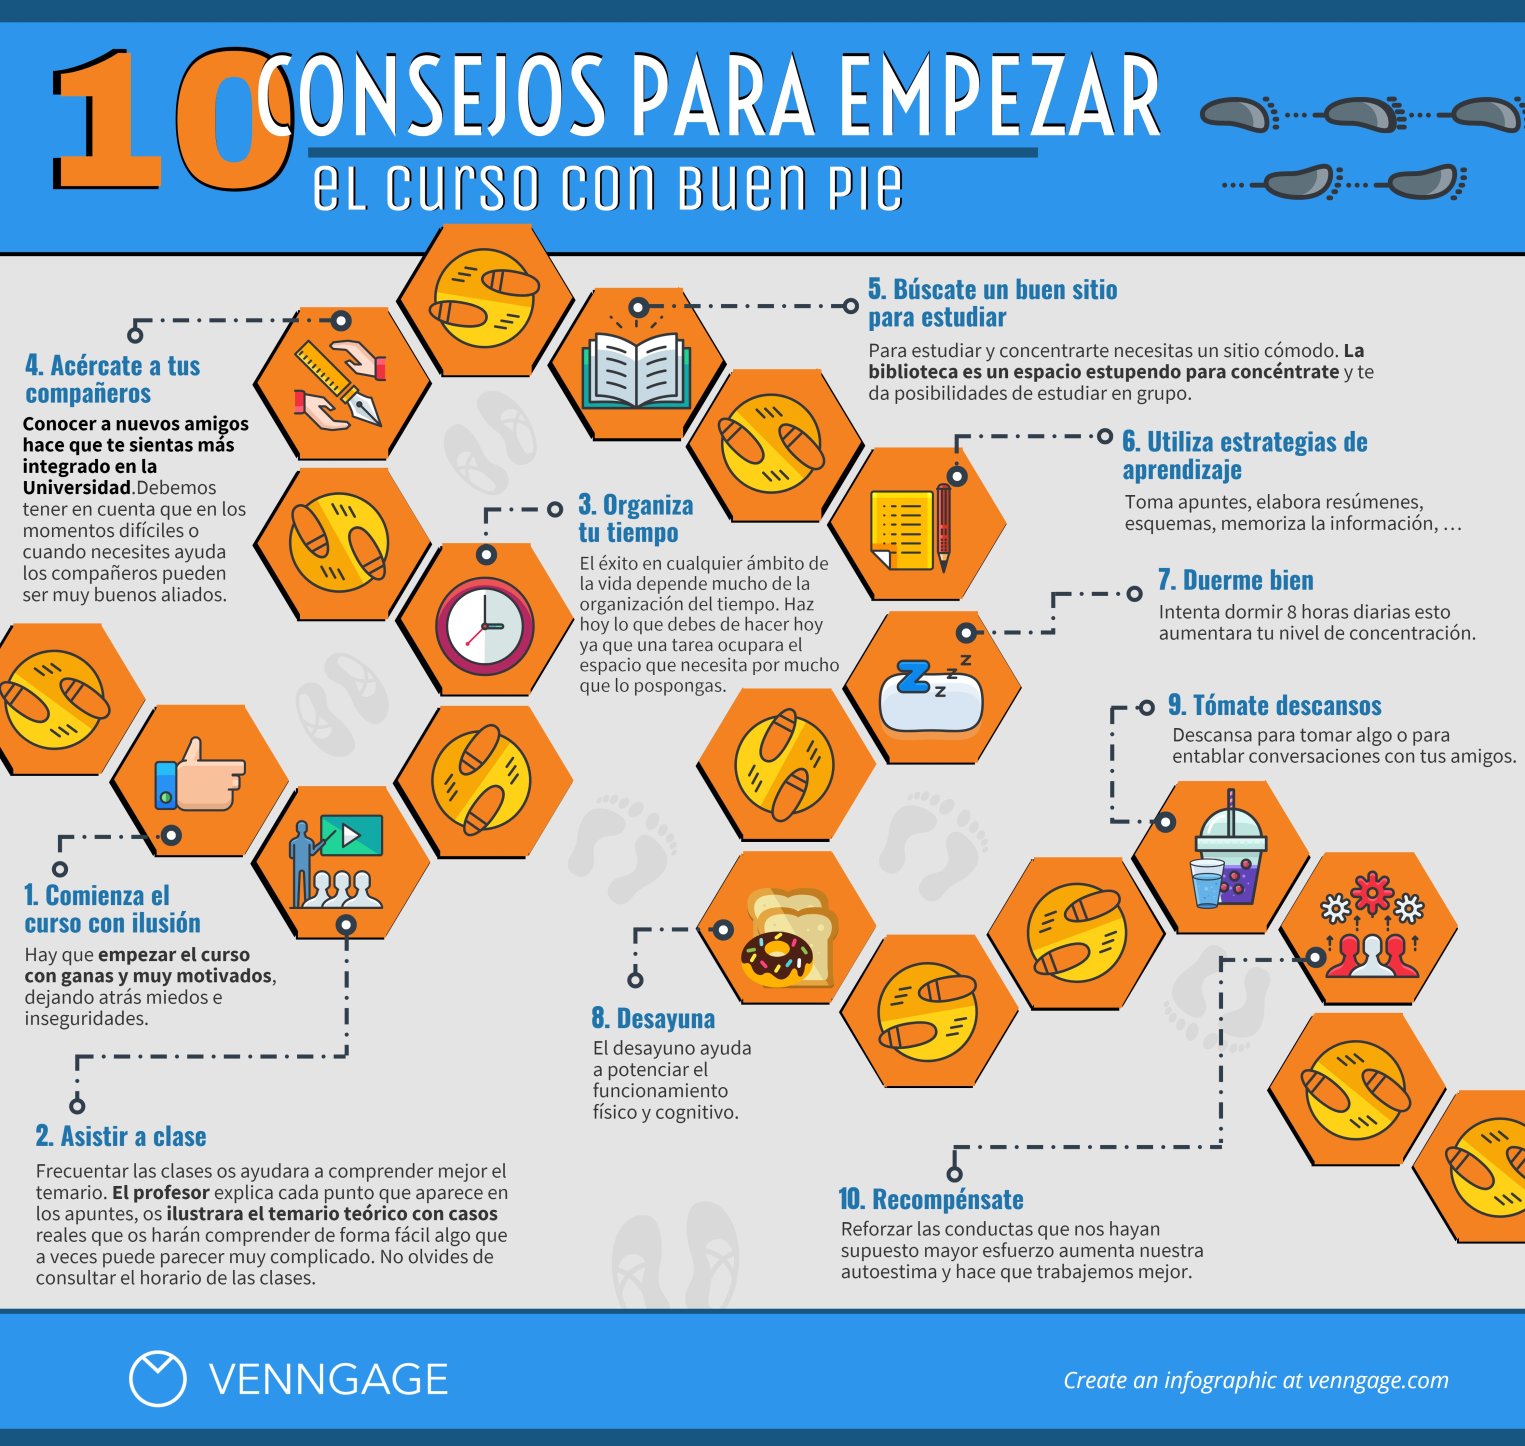 10 CONSEJOS PARA EMPEZAR
el curso con buen pie
4. Acércate a tus
compañeros
Conocer a nuevos amigos
hace que te sientas más
integrado en la
Universidad.Debemos
tener en cuenta que en los
momentos difíciles o
cuando necesites ayuda
los compañeros pueden
ser muy buenos aliados.
5. Búscate un buen sitio
para estudiar
Para estudiar y concentrarte necesitas un sitio cómodo. La
biblioteca es un espacio estupendo para concéntrate y te
da posibilidades de estudiar en grupo.
6. Utiliza estrategias de
aprendizaje
Toma apuntes, elabora resúmenes,
esquemas, memoriza la información, …
3. Organiza
tu tiempo
El éxito en cualquier ámbito de
la vida depende mucho de la
organización del tiempo. Haz
hoy lo que debes de hacer hoy
ya que una tarea ocupara el
espacio que necesita por mucho
que lo pospongas.
7. Duerme bien
Intenta dormir 8 horas diarias esto
aumentara tu nivel de concentración.
Z z z z
9. Tómate descansos
Descansa para tomar algo o para
entablar conversaciones con tus amigos.
1. Comienza el
curso con ilusión
Hay que empezar el curso
con ganas y muy motivados,
dejando atrás miedos e
inseguridades.
8. Desayuna
El desayuno ayuda
a potenciar el
funcionamiento
físico y cognitivo.
2. Asistir a clase
Frecuentar las clases os ayudara a comprender mejor el
temario. El profesor explica cada punto que aparece en
los apuntes, os ilustrara el temario teórico con casos
reales que os harán comprender de forma fácil algo que
a veces puede parecer muy complicado. No olvides de
consultar el horario de las clases.
10. Recompénsate
Reforzar las conductas que nos hayan
supuesto mayor esfuerzo aumenta nuestra
autoestima y hace que trabajemos mejor.
VENNGAGE
Create an infographic at venngage.com